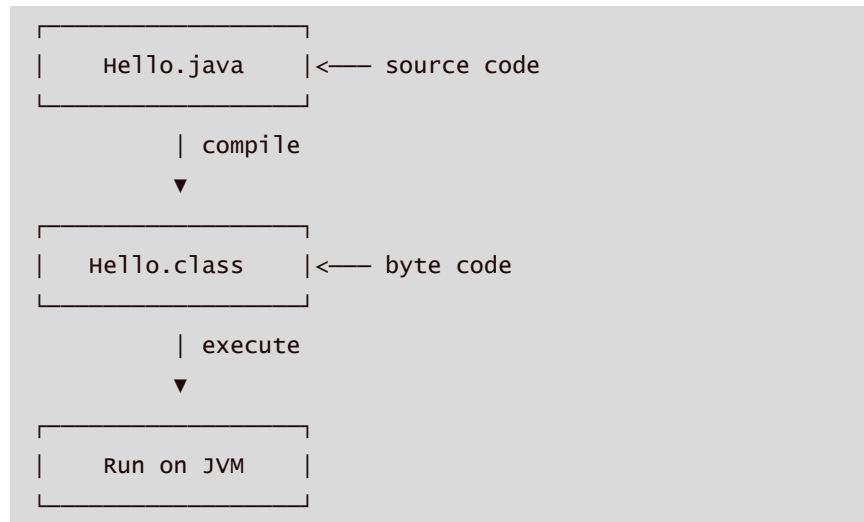 Hello.java <─── source code
compile
Hello.class <─── byte code
execute
Run on JVM